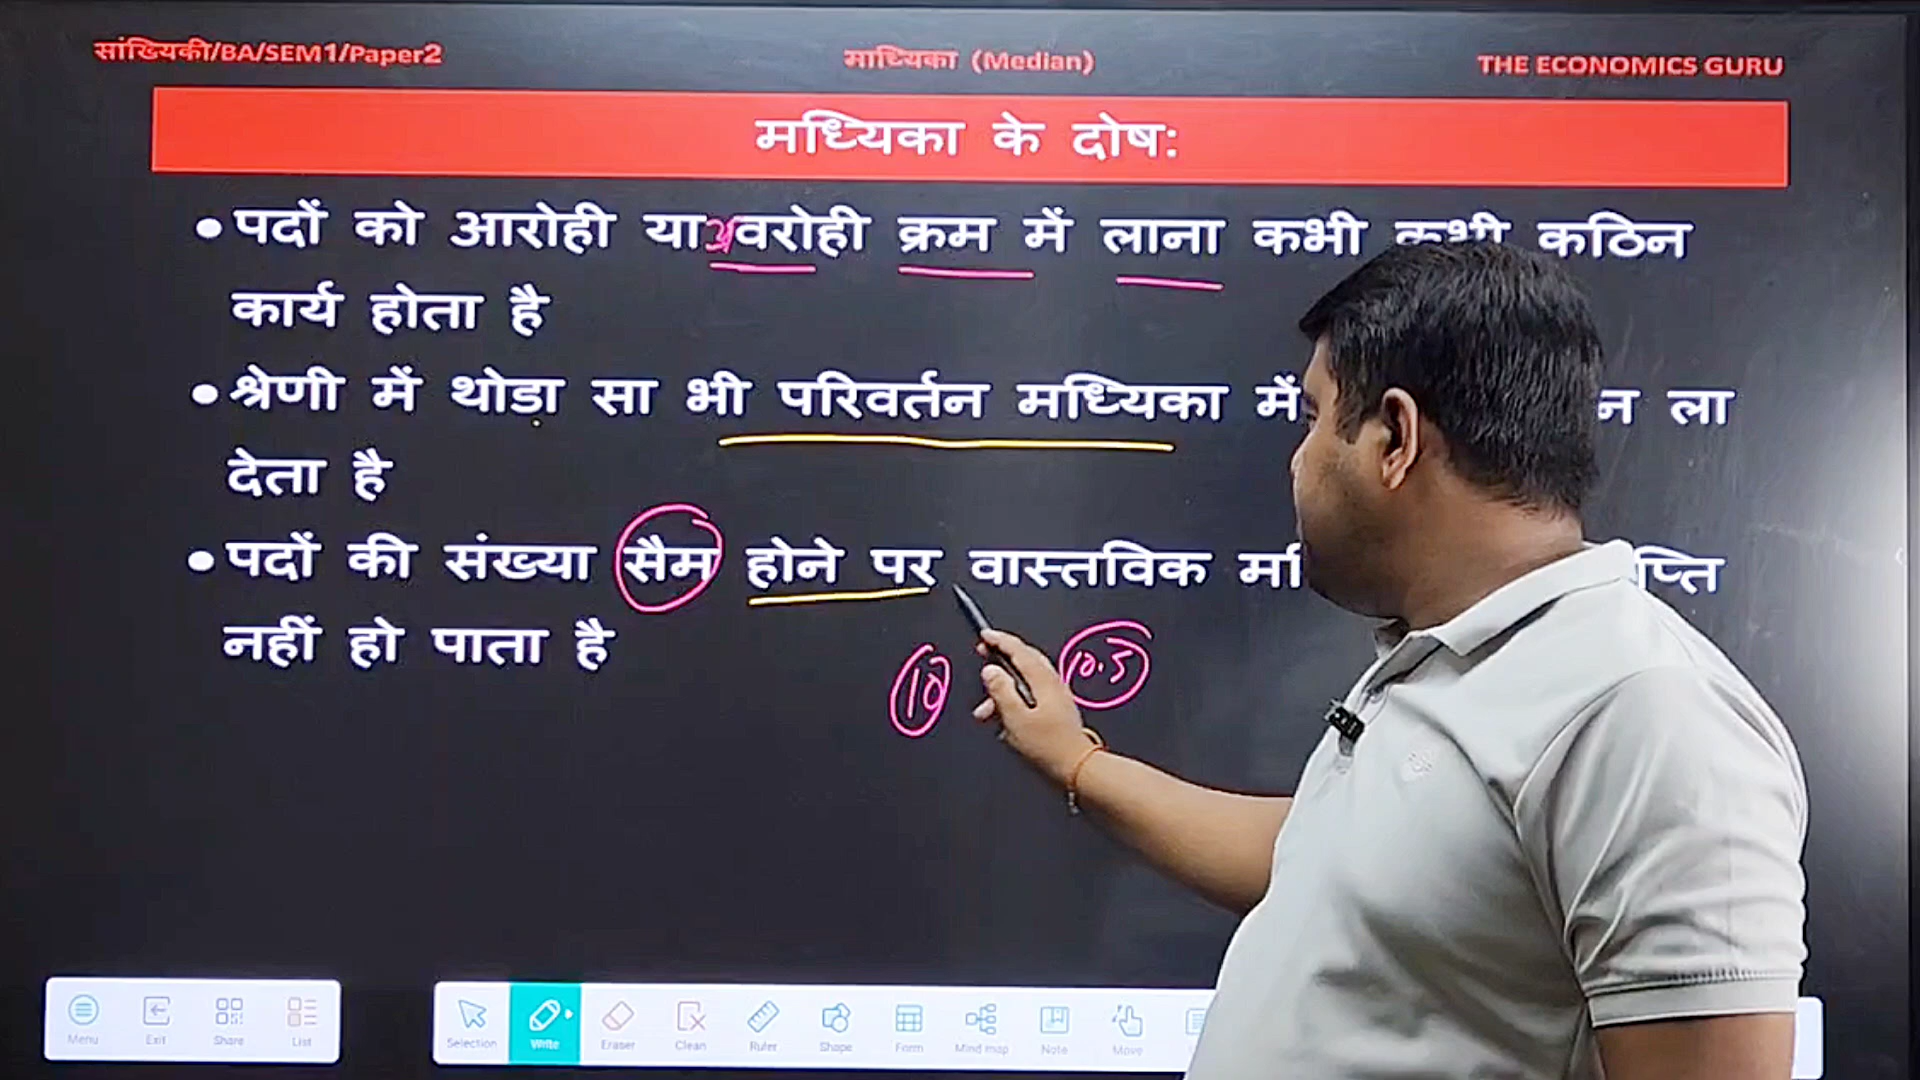 सांख्यिकी/BA/SEM1/Paper2
माध्यिका (Median)
THE ECONOMICS GURU
मध्यिका के दोष:
• पदों को आरोही या अवरोही क्रम में लाना कभी कभी कठिन
कार्य होता है
• श्रेणी में थोड़ा सा भी परिवर्तन मध्यिका में ला
देता है
• पदों की संख्या सैम होने पर वास्तविक
नहीं हो पाता है
10 10.5
Menu Exit Share List Selection Write Eraser Clean Ruler Shape Form Mind map Note Move